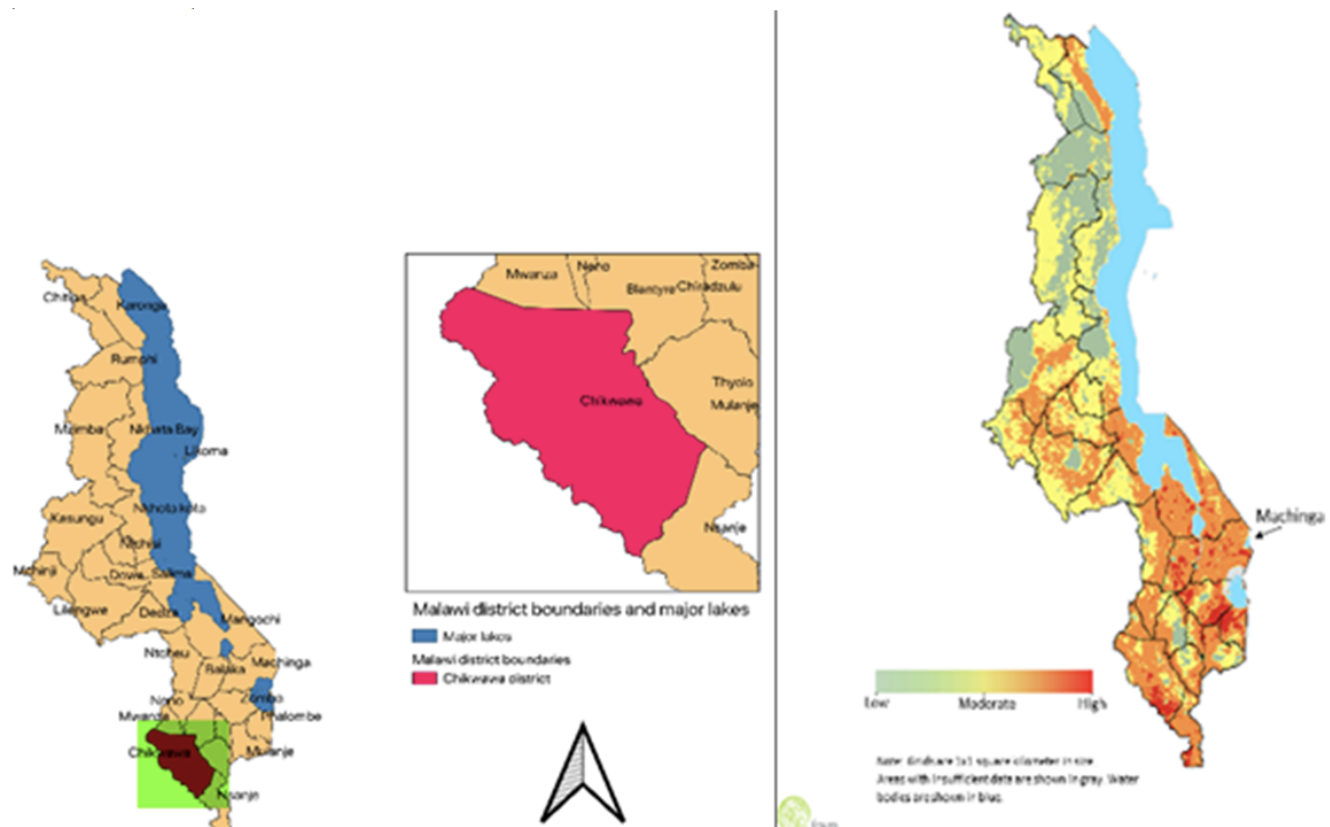 Karonga
Rumphi
Mzimba
Nkhata Bay
Likoma
Nkhota kota
Kasungu
Ntchisi
Mchinji
Dowa
Salima
Lilongwe
Dedza
Mangochi
Ntcheu
Balaka
Machinga
Neno
Zomba
Mwanza
Phalombe
Chikwawa
Mulanje
Nsanje
Mwanza
Neno
Zomba
Blantyre
Chiradzulu
Thyolo
Mulanje
Chikwawa
Nsanje
Malawi district boundaries and major lakes
Major lakes
Malawi district boundaries
Chikwawa district
Machinga
Low
Moderate
High
Note: Grids are 1x1 square kilometer in size.
Areas with insufficient data are shown in gray. Water
bodies are shown in blue.